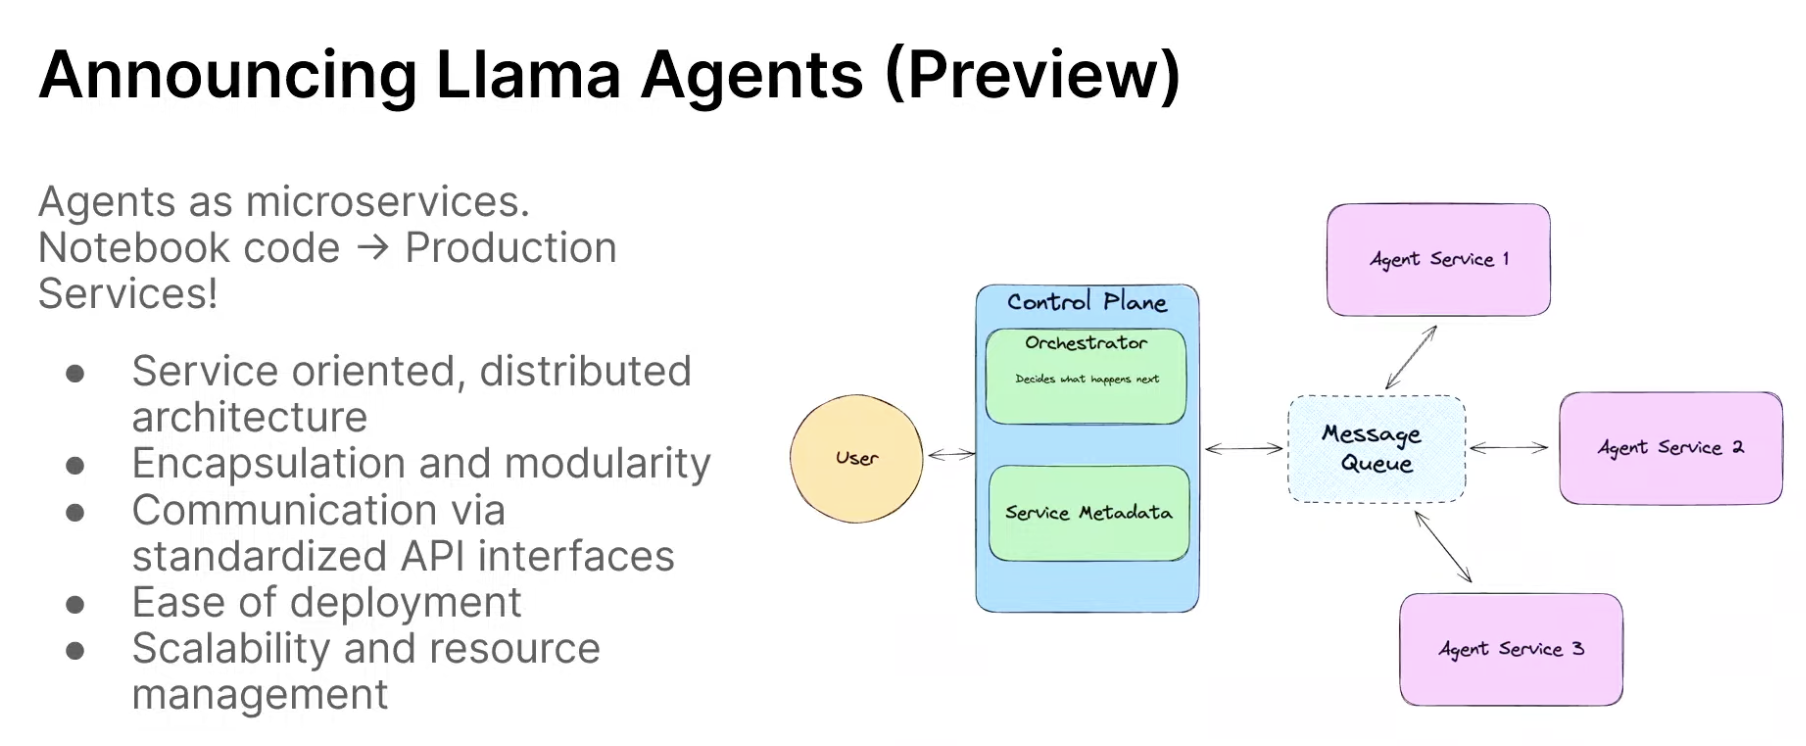 Announcing Llama Agents (Preview)
Agents as microservices.
Notebook code → Production
Services!
● Service oriented, distributed
architecture
● Encapsulation and modularity
● Communication via
standardized API interfaces
● Ease of deployment
● Scalability and resource
management
User
Control Plane
Orchestrator
Decides what happens next
Service Metadata
Message
Queue
Agent Service 1
Agent Service 2
Agent Service 3